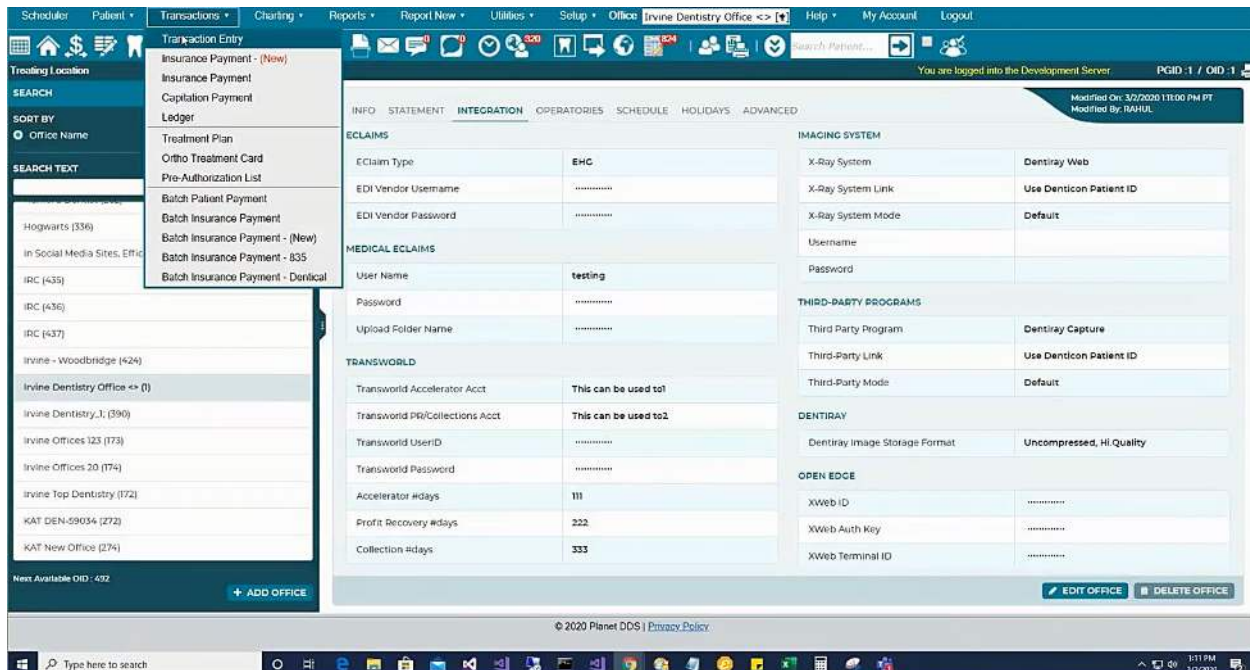 Scheduler Patient Transactions Charting Reports Report New Utilities Setup Office Irvine Dentistry Office <> [+] Help My Account Logout
320 824 Search Patient...
Treating Location You are logged into the Development Server PGID :1 / OID :1
Transaction Entry
Insurance Payment - (New)
Insurance Payment
Capitation Payment
Ledger
Treatment Plan
Ortho Treatment Card
Pre-Authorization List
Batch Patient Payment
Batch Insurance Payment
Batch Insurance Payment - (New)
Batch Insurance Payment - 835
Batch Insurance Payment - Dentical
SEARCH
SORT BY
Office Name
SEARCH TEXT
Hogwarts (336)
in Social Media Sites, Effic
IRC (435)
IRC (436)
IRC (437)
Irvine - Woodbridge (424)
Irvine Dentistry Office <> (1)
Irvine Dentistry_1; (390)
Irvine Offices 123 (173)
Irvine Offices 20 (174)
Irvine Top Dentistry (172)
KAT DEN-59034 (272)
KAT New Office (274)
Next Available OID : 492
+ ADD OFFICE
INFO STATEMENT INTEGRATION OPERATORIES SCHEDULE HOLIDAYS ADVANCED
Modified On: 3/2/2020 1:11:00 PM PT
Modified By: RAHUL
ECLAIMS
EClaim Type EHG
EDI Vendor Username ••••••••••••
EDI Vendor Password ••••••••••••
MEDICAL ECLAIMS
User Name testing
Password ••••••••••••
Upload Folder Name ••••••••••••
TRANSWORLD
Transworld Accelerator Acct This can be used to1
Transworld PR/Collections Acct This can be used to2
Transworld UserID ••••••••••••
Transworld Password ••••••••••••
Accelerator #days 111
Profit Recovery #days 222
Collection #days 333
IMAGING SYSTEM
X-Ray System Dentiray Web
X-Ray System Link Use Denticon Patient ID
X-Ray System Mode Default
Username
Password
THIRD-PARTY PROGRAMS
Third Party Program Dentiray Capture
Third-Party Link Use Denticon Patient ID
Third-Party Mode Default
DENTIRAY
Dentiray Image Storage Format Uncompressed, Hi.Quality
OPEN EDGE
XWeb ID ••••••••••••
XWeb Auth Key ••••••••••••
XWeb Terminal ID ••••••••••••
EDIT OFFICE DELETE OFFICE
© 2020 Planet DDS | Privacy Policy
Type here to search
1:11 PM
3/2/2020